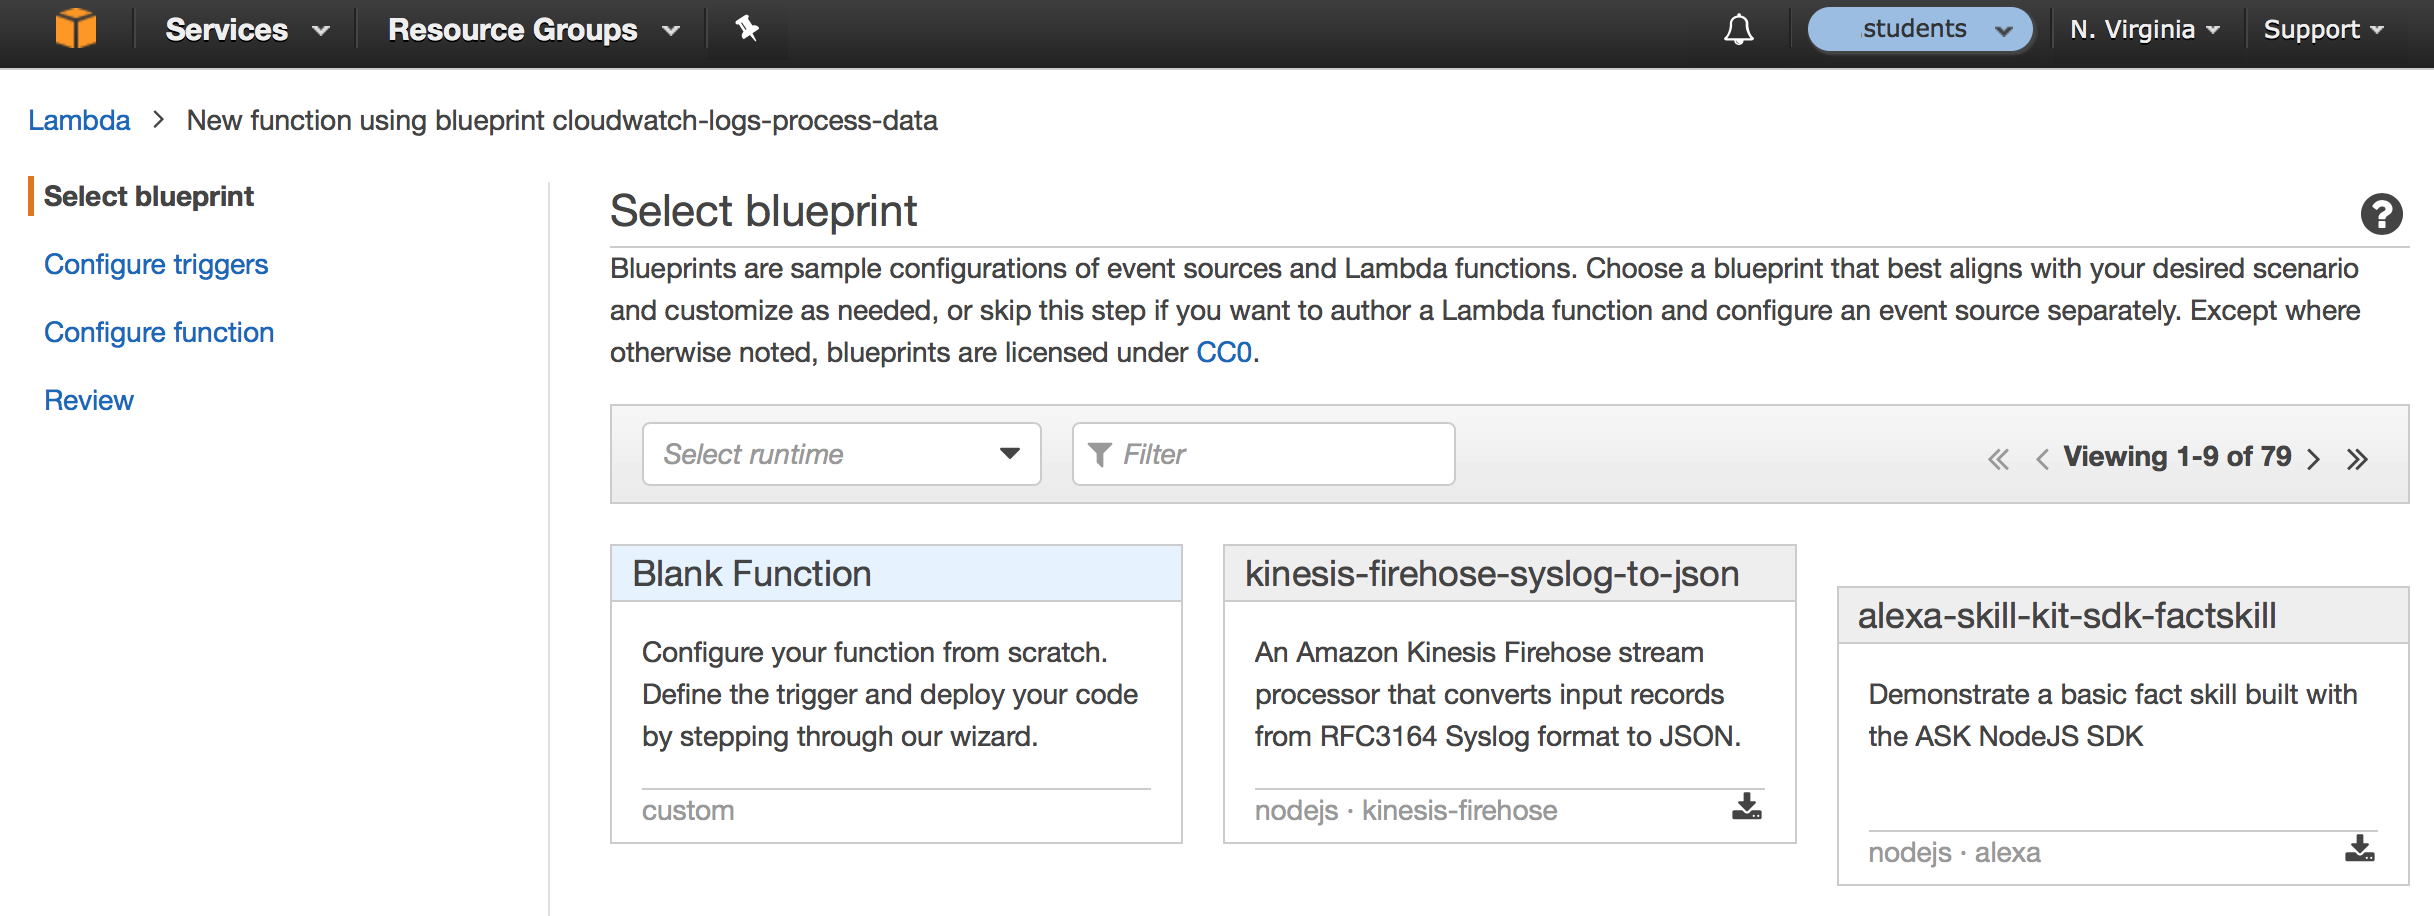 Services
Resource Groups
students
N. Virginia
Support
Lambda > New function using blueprint cloudwatch-logs-process-data
Select blueprint
Configure triggers
Configure function
Review
Select blueprint
Blueprints are sample configurations of event sources and Lambda functions. Choose a blueprint that best aligns with your desired scenario
and customize as needed, or skip this step if you want to author a Lambda function and configure an event source separately. Except where
otherwise noted, blueprints are licensed under CC0.
Select runtime
Filter
« ‹ Viewing 1-9 of 79 › »
Blank Function
Configure your function from scratch.
Define the trigger and deploy your code
by stepping through our wizard.
custom
kinesis-firehose-syslog-to-json
An Amazon Kinesis Firehose stream
processor that converts input records
from RFC3164 Syslog format to JSON.
nodejs · kinesis-firehose
alexa-skill-kit-sdk-factskill
Demonstrate a basic fact skill built with
the ASK NodeJS SDK
nodejs · alexa